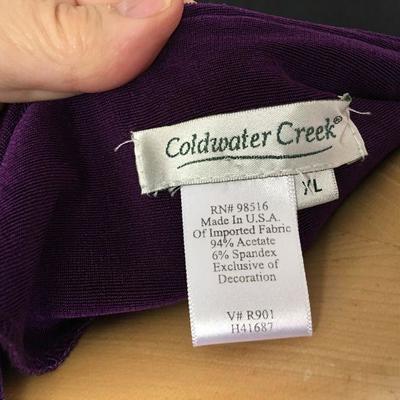 Coldwater Creek®
XL
RN# 98516
Made In U.S.A.
Of Imported Fabric
94% Acetate
6% Spandex
Exclusive of
Decoration
V# R901
H41687